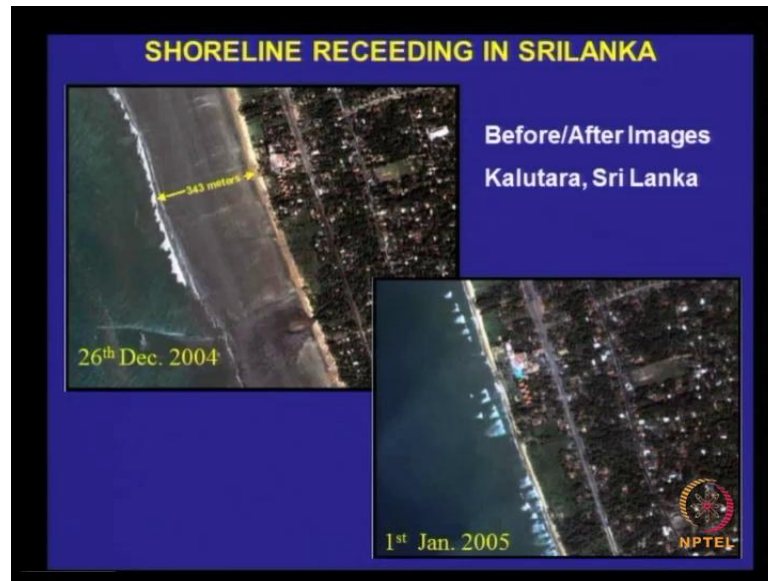 SHORELINE RECEEDING IN SRILANKA
Before/After Images
Kalutara, Sri Lanka
343 meters
26th Dec. 2004
1st Jan. 2005
NPTEL